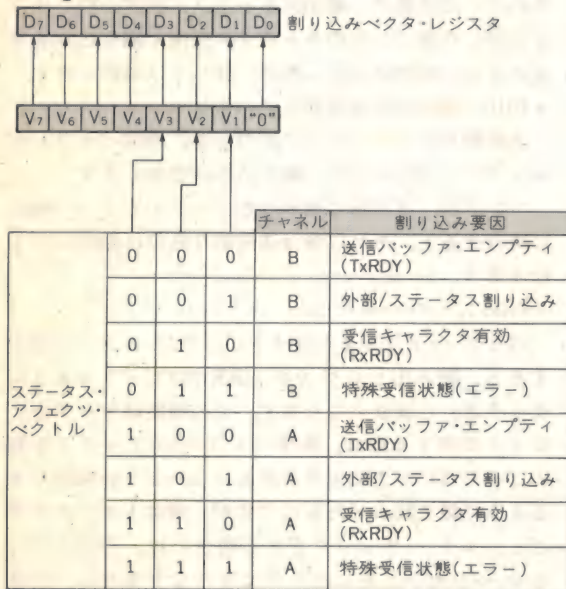 D7 D6 D5 D4 D3 D2 D1 D0 割り込みベクタ・レジスタ
V7 V6 V5 V4 V3 V2 V1 "0"
チャネル 割り込み要因
0 0 0 B 送信バッファ・エンプティ
(TxRDY)
0 0 1 B 外部/ステータス割り込み
0 1 0 B 受信キャラクタ有効
(RxRDY)
ステータス・
アフェクツ・
ベクトル
0 1 1 B 特殊受信状態(エラー)
1 0 0 A 送信バッファ・エンプティ
(TxRDY)
1 0 1 A 外部/ステータス割り込み
1 1 0 A 受信キャラクタ有効
(RxRDY)
1 1 1 A 特殊受信状態(エラー)